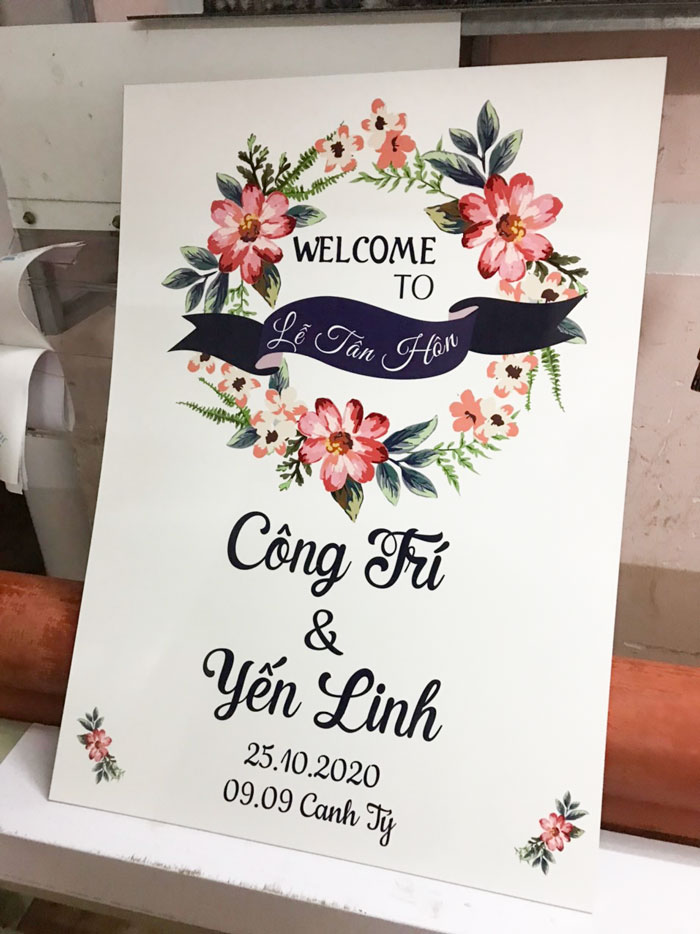 WELCOME
TO
Lễ Tân Hôn
Công Trí
&
Yến Linh
25.10.2020
09.09 Canh Tý